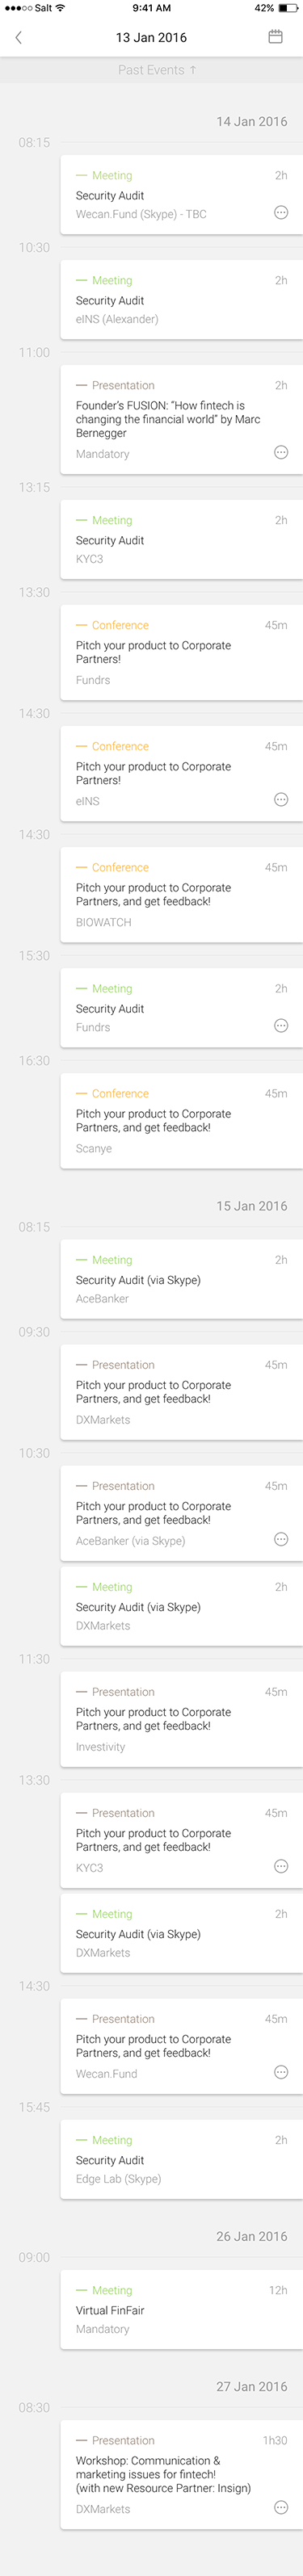 Salt 9:41 AM 42%
13 Jan 2016
Past Events ↑
14 Jan 2016
08:15
Meeting 2h
Security Audit
Wecan.Fund (Skype) - TBC
10:30
Meeting 2h
Security Audit
eINS (Alexander)
11:00
Presentation 2h
Founder's FUSION: “How fintech is
changing the financial world” by Marc
Bernegger
Mandatory
13:15
Meeting 2h
Security Audit
KYC3
13:30
Conference 45m
Pitch your product to Corporate
Partners!
Fundrs
14:30
Conference 45m
Pitch your product to Corporate
Partners!
eINS
14:30
Conference 45m
Pitch your product to Corporate
Partners, and get feedback!
BIOWATCH
15:30
Meeting 2h
Security Audit
Fundrs
16:30
Conference 45m
Pitch your product to Corporate
Partners, and get feedback!
Scanye
15 Jan 2016
08:15
Meeting 2h
Security Audit (via Skype)
AceBanker
09:30
Presentation 45m
Pitch your product to Corporate
Partners, and get feedback!
DXMarkets
10:30
Presentation 45m
Pitch your product to Corporate
Partners, and get feedback!
AceBanker (via Skype)
Meeting 2h
Security Audit (via Skype)
DXMarkets
11:30
Presentation 45m
Pitch your product to Corporate
Partners, and get feedback!
Investivity
13:30
Presentation 45m
Pitch your product to Corporate
Partners, and get feedback!
KYC3
Meeting 2h
Security Audit (via Skype)
DXMarkets
14:30
Presentation 45m
Pitch your product to Corporate
Partners, and get feedback!
Wecan.Fund
15:45
Meeting 2h
Security Audit
Edge Lab (Skype)
26 Jan 2016
09:00
Meeting 12h
Virtual FinFair
Mandatory
27 Jan 2016
08:30
Presentation 1h30
Workshop: Communication &
marketing issues for fintech!
(with new Resource Partner: Insign)
DXMarkets